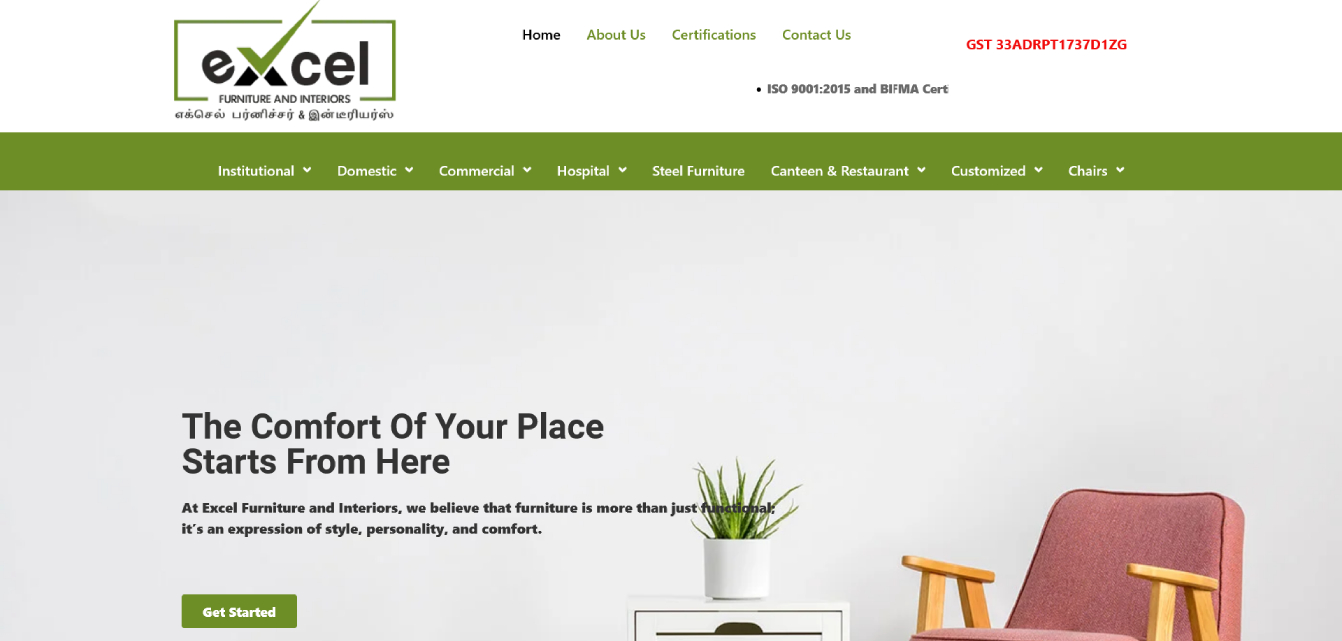 excel
FURNITURE AND INTERIORS
எக்செல் பர்னிச்சர் & இன்டீரியர்ஸ்
Home About Us Certifications Contact Us
GST 33ADRPT1737D1ZG
• ISO 9001:2015 and BIFMA Cert
Institutional Domestic Commercial Hospital Steel Furniture Canteen & Restaurant Customized Chairs
The Comfort Of Your Place
Starts From Here
At Excel Furniture and Interiors, we believe that furniture is more than just functional;
it's an expression of style, personality, and comfort.
Get Started